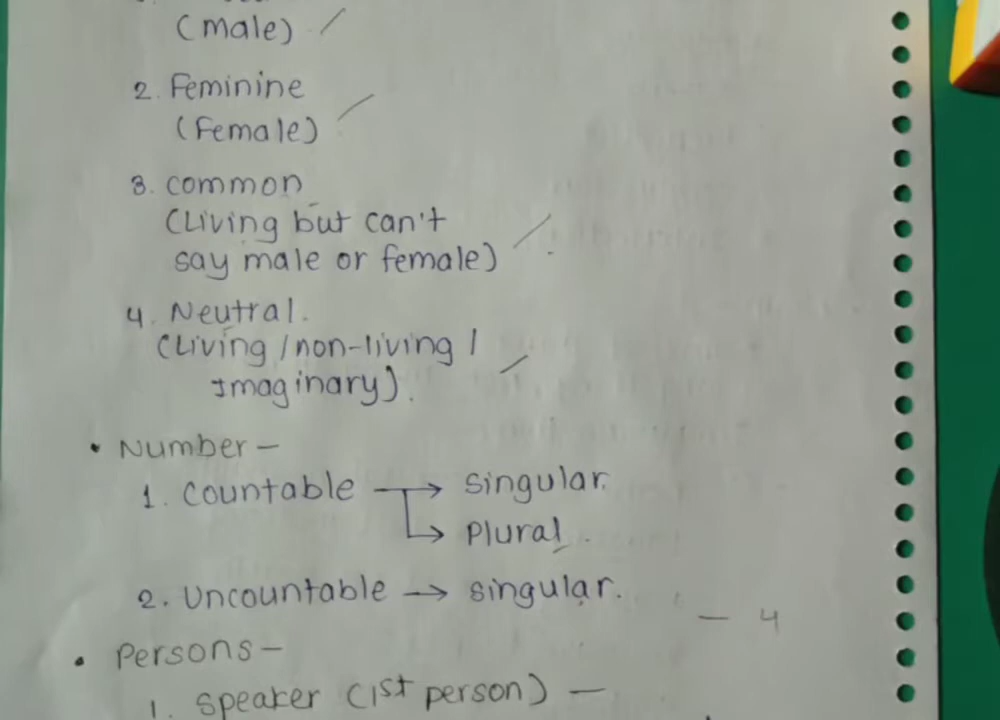 (male)
2. Feminine
(Female)
3. common
(Living but can't
say male or female)
4. Neutral.
(Living / non-living /
Imaginary).
• Number -
1. Countable → singular.
→ Plural.
2. Uncountable → singular.
- 4
• Persons -
1. Speaker (1st person) -